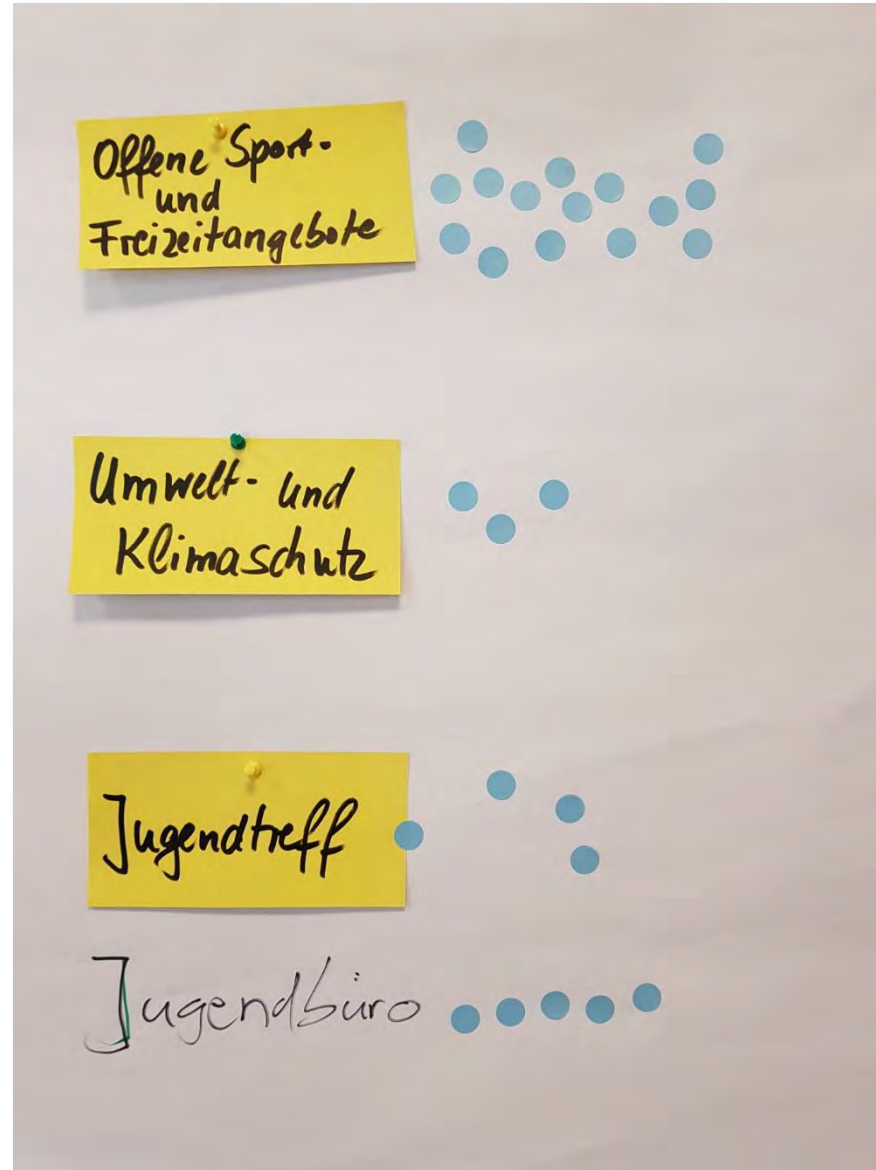 Offene Sport-
und
Freizeitangebote
Umwelt- und
Klimaschutz
Jugendtreff
Jugendbüro